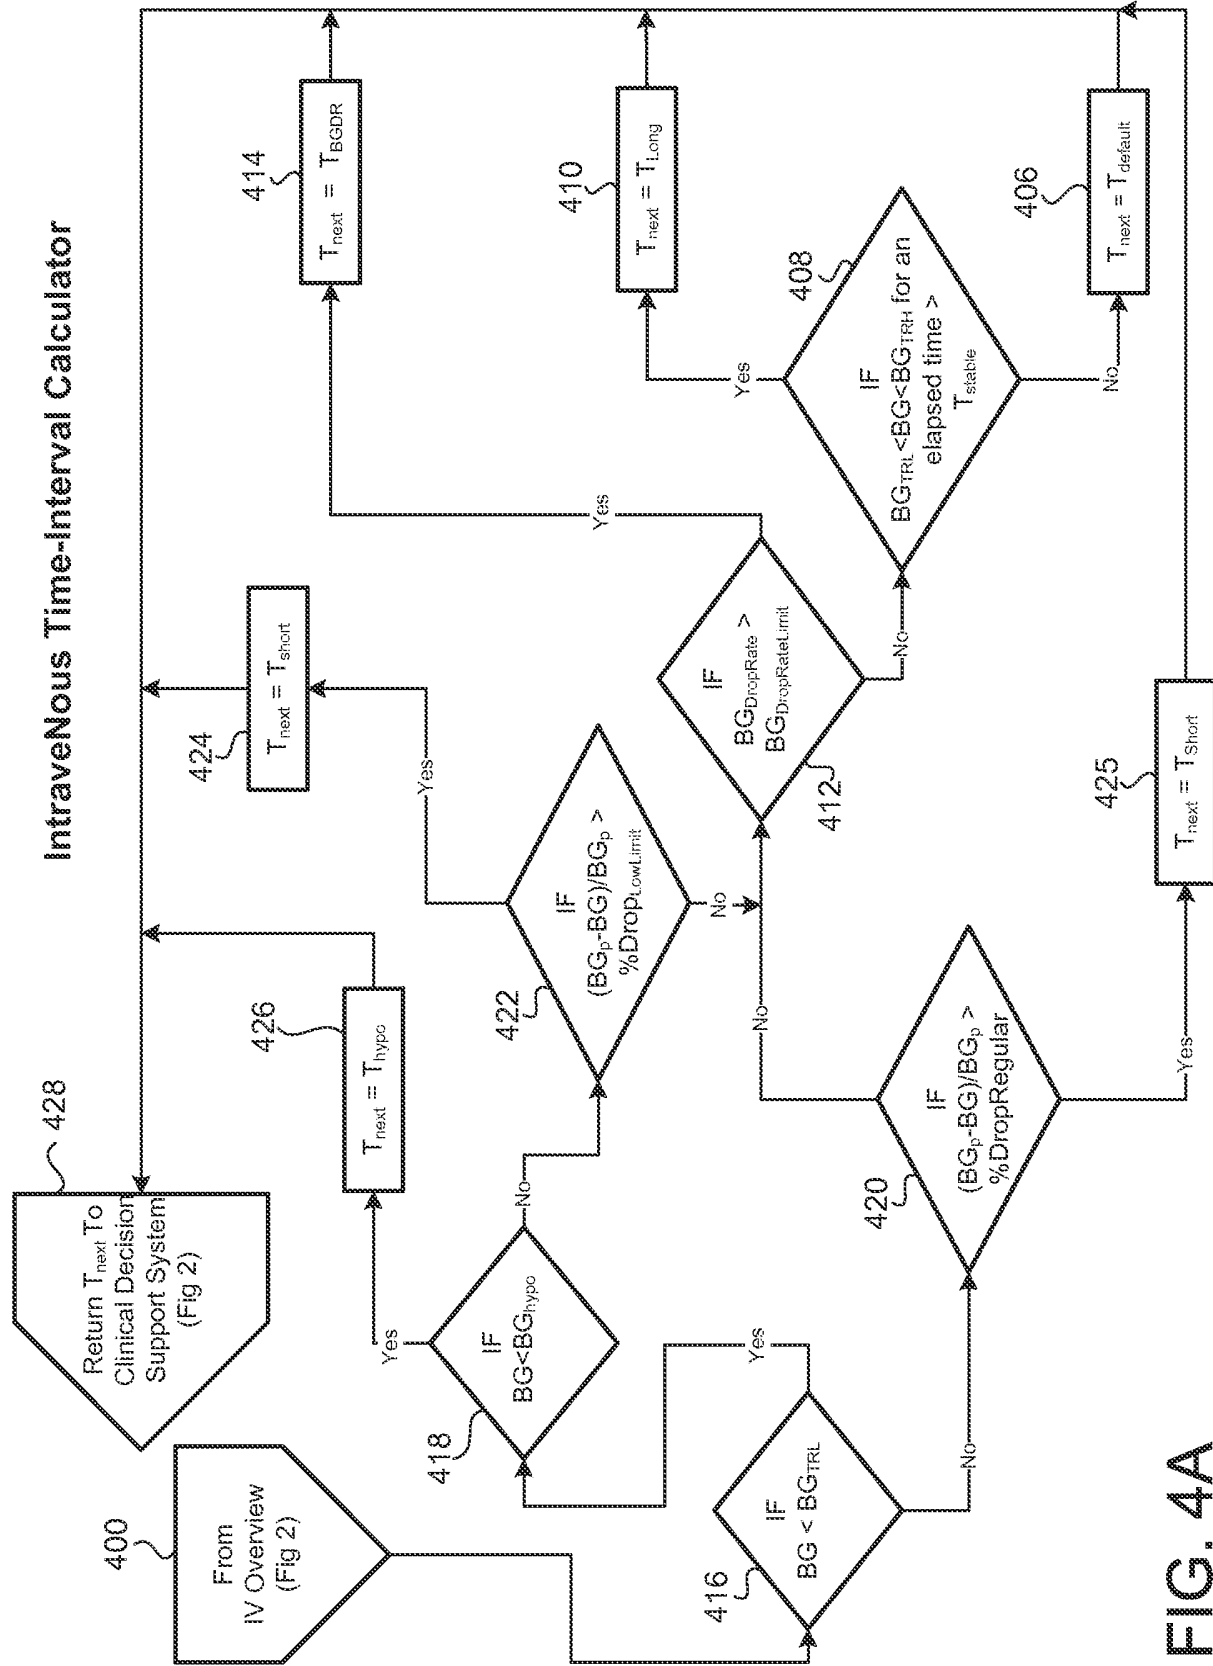 IntraveNous Time-Interval Calculator
400
From
IV Overview
(Fig 2)
428
Return Tnext To
Clinical Decision
Support System
(Fig 2)
416
IF
BG < BGTRL
Yes
No
418
IF
BG<BGhypo
Yes
No
426
Tnext = Thypo
422
IF
(BGp-BG)/BGp >
%DropLowLimit
Yes
No
424
Tnext = Tshort
420
IF
(BGp-BG)/BGp >
%DropRegular
No
Yes
425
Tnext = TShort
412
IF
BGDropRate >
BGDropRateLimit
Yes
No
414
Tnext = TBGDR
408
IF
BGTRL<BG<BGTRH for an
elapsed time >
Tstable
Yes
No
410
Tnext = TLong
406
Tnext = Tdefault
FIG. 4A